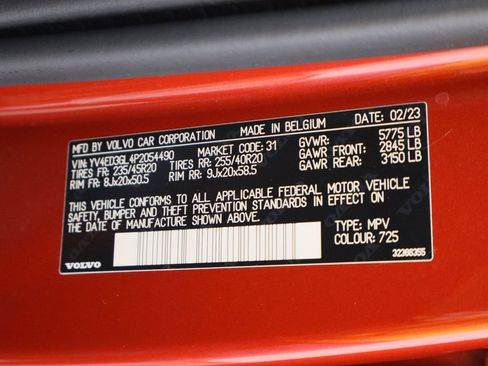 MFD BY VOLVO CAR CORPORATION MADE IN BELGIUM DATE 02/23
VIN: YV4ED3GL4P2054490 MARKET CODE: 31 GVWR: 5775 LB
TIRES FR: 235/45R20 TIRES RR: 255/40R20 GAWR FRONT: 2845 LB
RIM FR: 8Jx20x50.5 RIM RR: 9Jx20x58.5 GAWR REAR: 3150 LB
THIS VEHICLE CONFORMS TO ALL APPLICABLE FEDERAL MOTOR VEHICLE
SAFETY, BUMPER AND THEFT PREVENTION STANDARDS IN EFFECT ON
THE DATE OF MANUFACTURE SHOWN ABOVE.
TYPE: MPV
COLOUR: 725
VOLVO 32388355